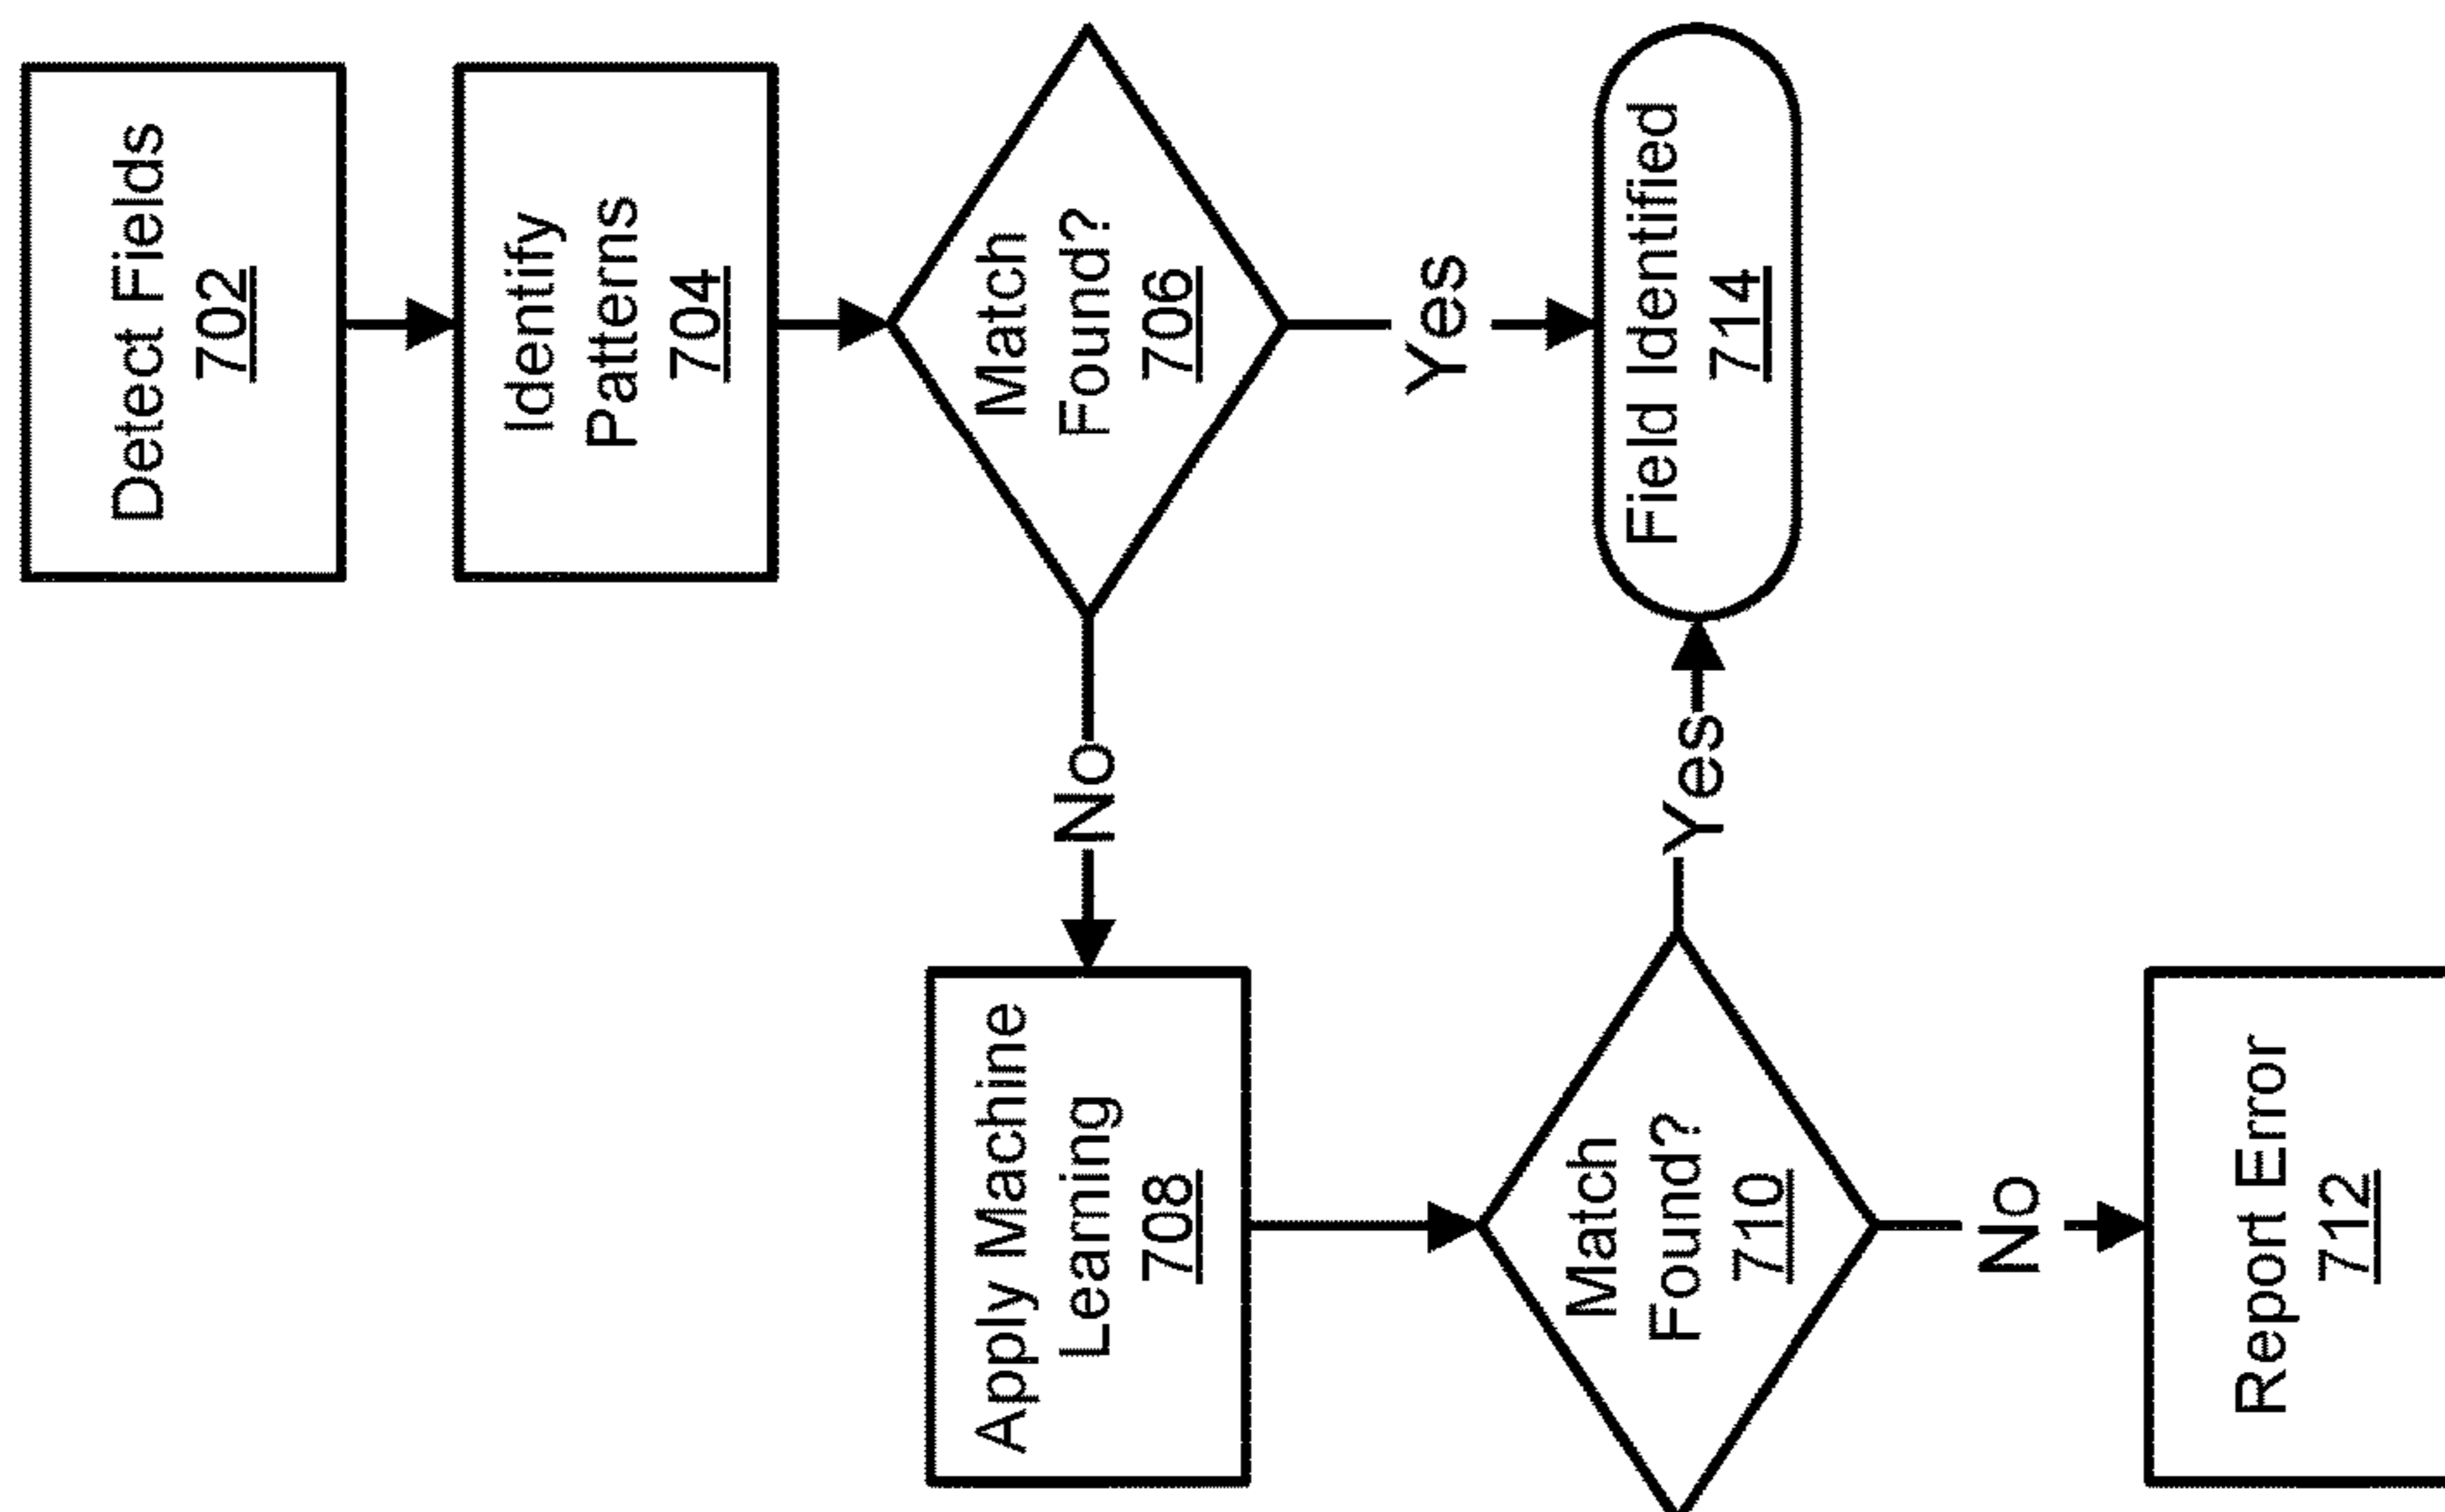 Detect Fields
702
Identify
Patterns
704
Match
Found?
706
No
Yes
Apply Machine
Learning
708
Match
Found?
710
Yes
No
Field Identified
714
Report Error
712